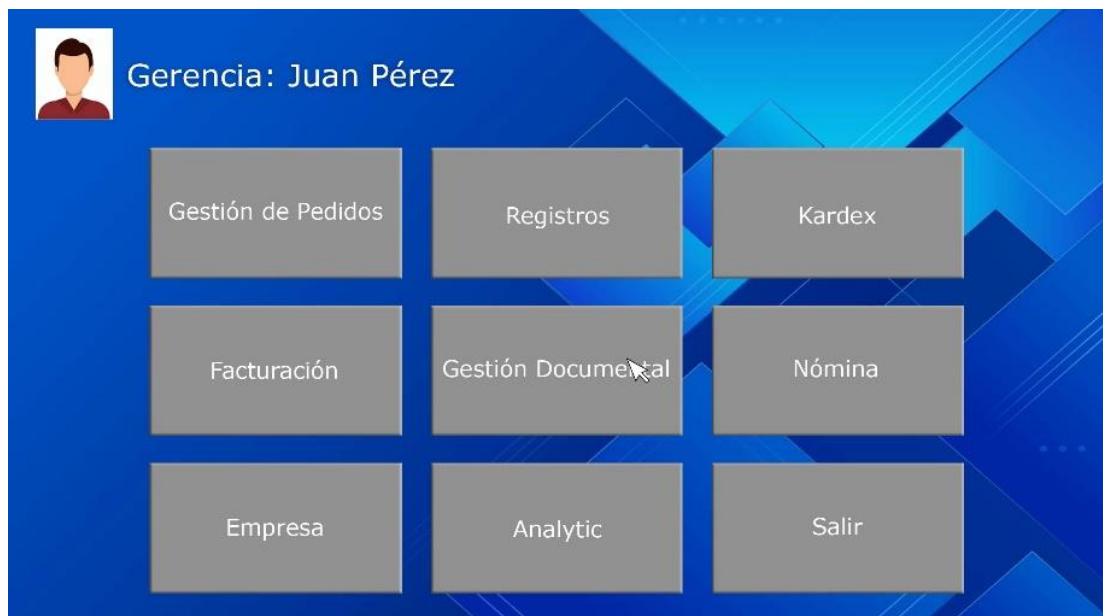 Gerencia: Juan Pérez
Gestión de Pedidos
Registros
Kardex
Facturación
Gestión Documental
Nómina
Empresa
Analytic
Salir